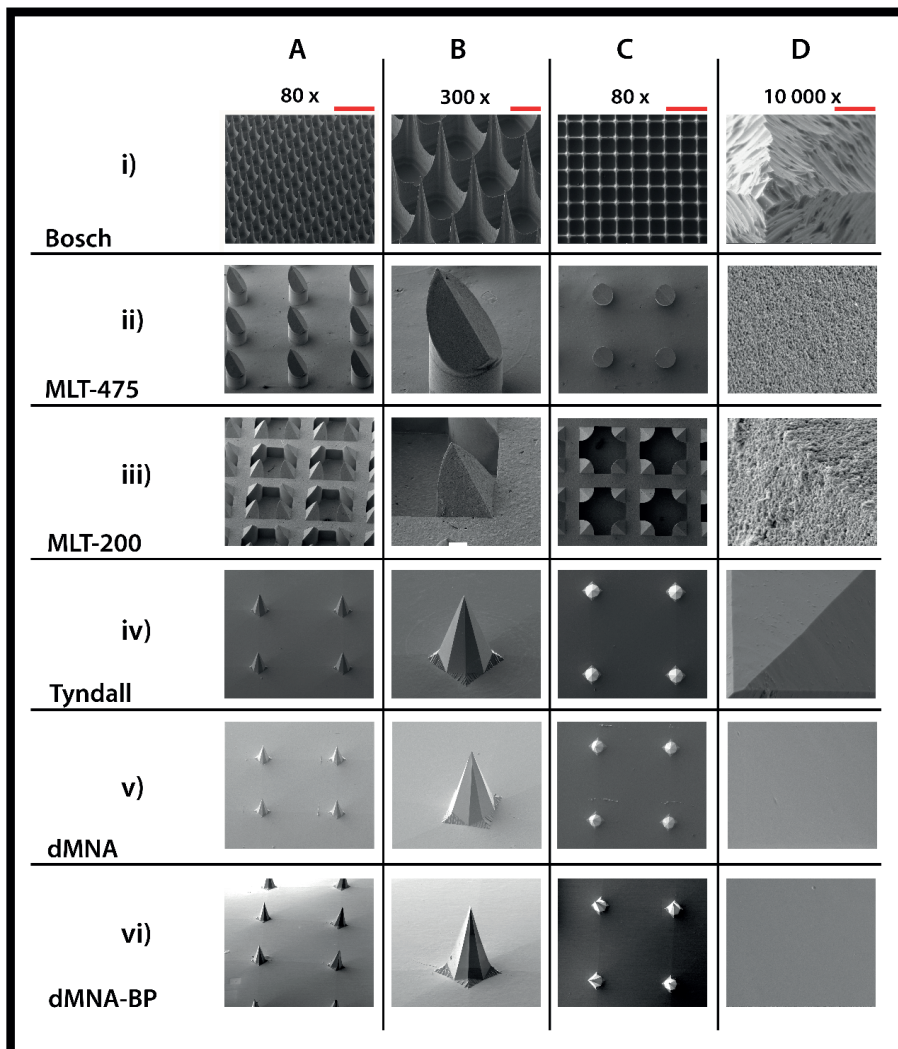 A B C D
80 x 300 x 80 x 10 000 x
i)
Bosch
ii)
MLT-475
iii)
MLT-200
iv)
Tyndall
v)
dMNA
vi)
dMNA-BP